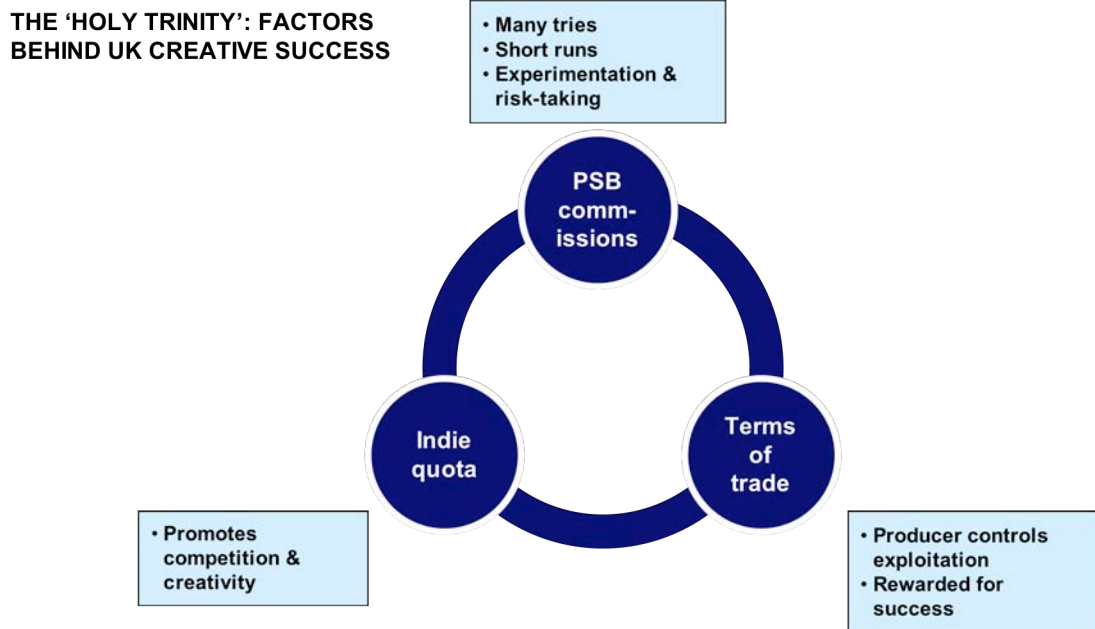 THE ‘HOLY TRINITY’: FACTORS
BEHIND UK CREATIVE SUCCESS
• Many tries
• Short runs
• Experimentation &
risk-taking
PSB
comm-
issions
Indie
quota
Terms
of
trade
• Promotes
competition &
creativity
• Producer controls
exploitation
• Rewarded for
success